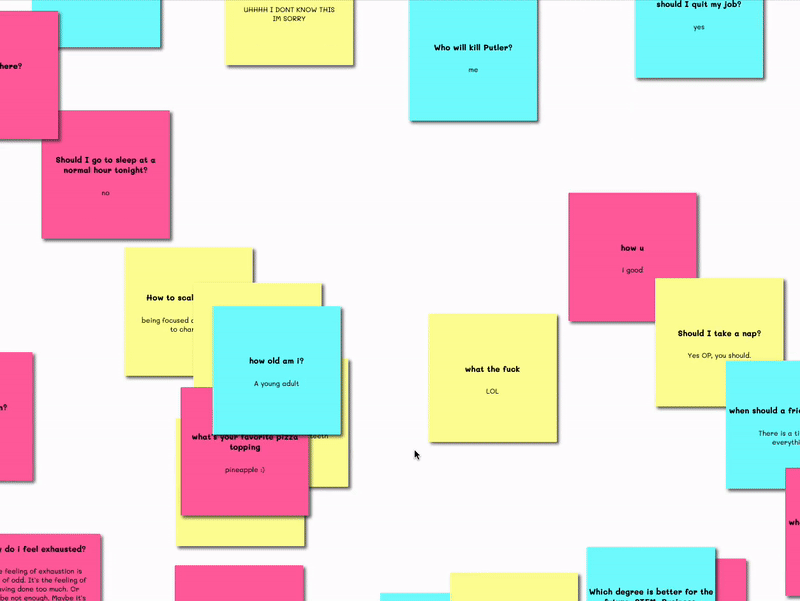 UHHHH I DONT KNOW THIS
IM SORRY
Who will kill Putler?
me
should I quit my job?
yes
here?
Should I go to sleep at a
normal hour tonight?
no
how u
i good
How to scal
being focused
to char
how old am i?
A young adult
what the fuck
LOL
Should I take a nap?
Yes OP, you should.
when should a frie
There is a ti
everythi
what's your favorite pizza
topping
teeth
pineapple :)
do i feel exhausted?
e feeling of exhaustion is
of odd. It's the feeling of
aving done too much. Or
be not enough. Maybe it's
Which degree is better for the